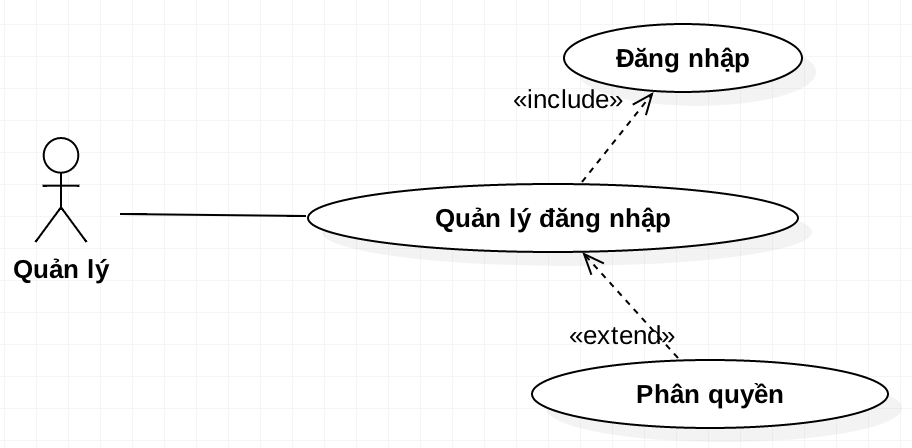 Đăng nhập
«include»
Quản lý đăng nhập
Quản lý
«extend»
Phân quyền